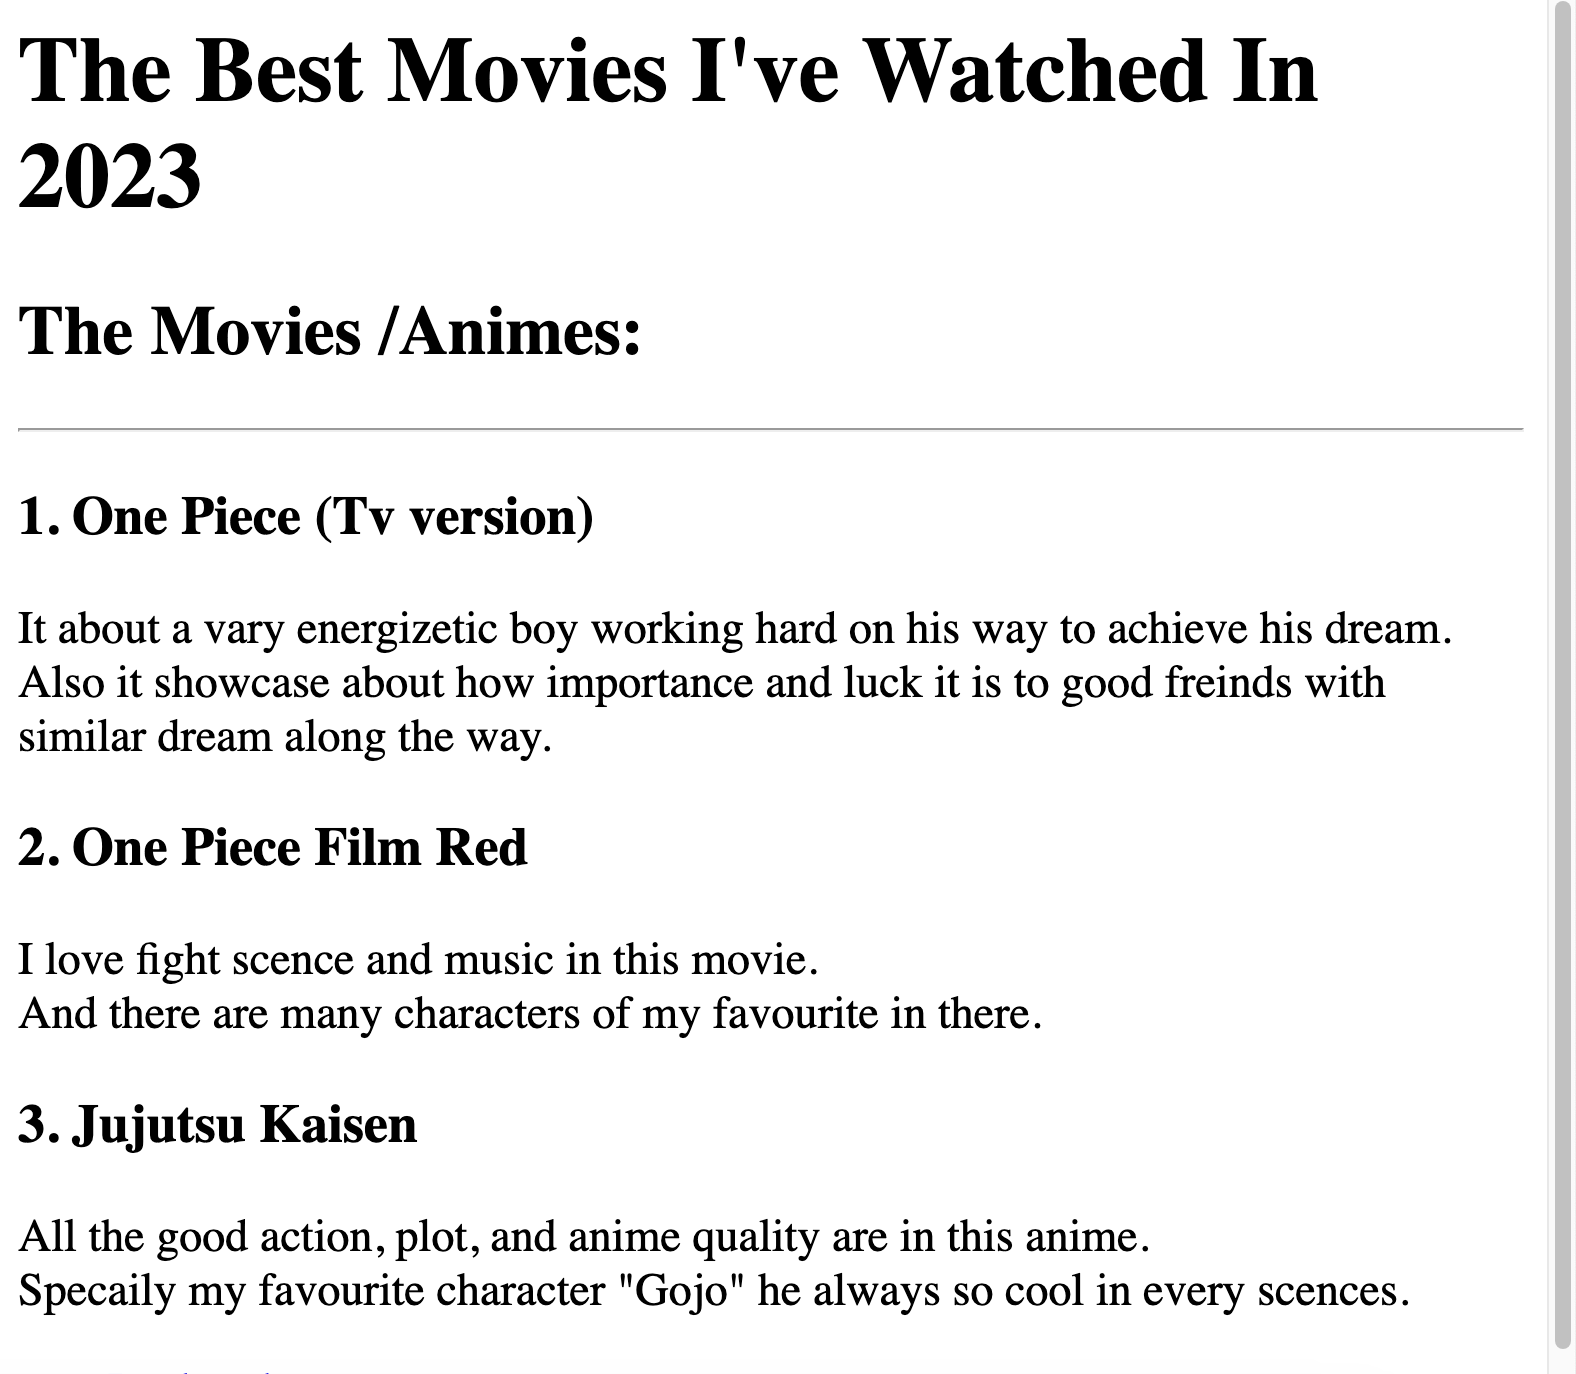 The Best Movies I've Watched In
2023
The Movies /Animes:
1. One Piece (Tv version)
It about a vary energizetic boy working hard on his way to achieve his dream.
Also it showcase about how importance and luck it is to good freinds with
similar dream along the way.
2. One Piece Film Red
I love fight scence and music in this movie.
And there are many characters of my favourite in there.
3. Jujutsu Kaisen
All the good action, plot, and anime quality are in this anime.
Specaily my favourite character "Gojo" he always so cool in every scences.